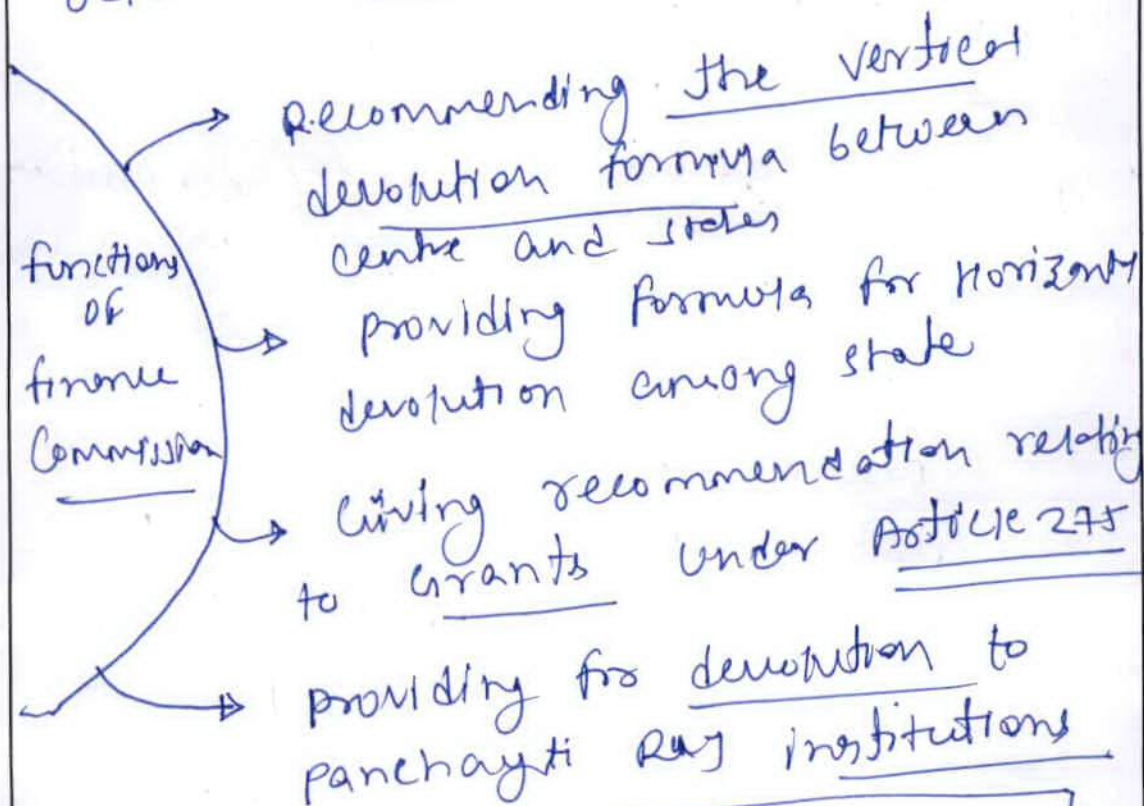 Recommending the vertical
devolution formula between
centre and states
functions
of
finance
Commission
providing formula for Horizontal
devolution among state
Giving recommendation relating
to Grants under Article 275
providing for devolution to
panchayti Raj institutions